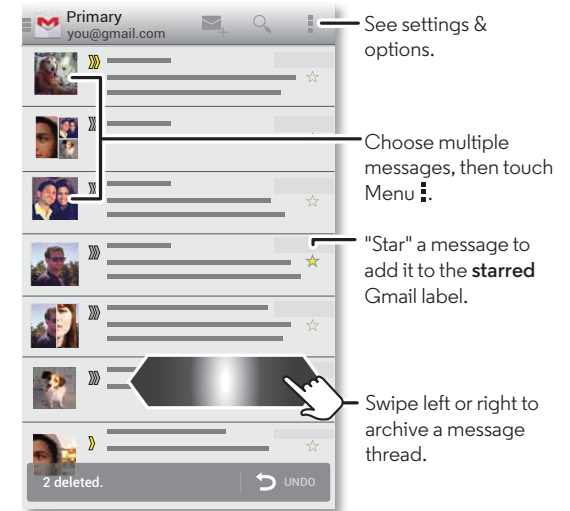 Primary
you@gmail.com
See settings &
options.
Choose multiple
messages, then touch
Menu .
"Star" a message to
add it to the starred
Gmail label.
Swipe left or right to
archive a message
thread.
2 deleted.
UNDO